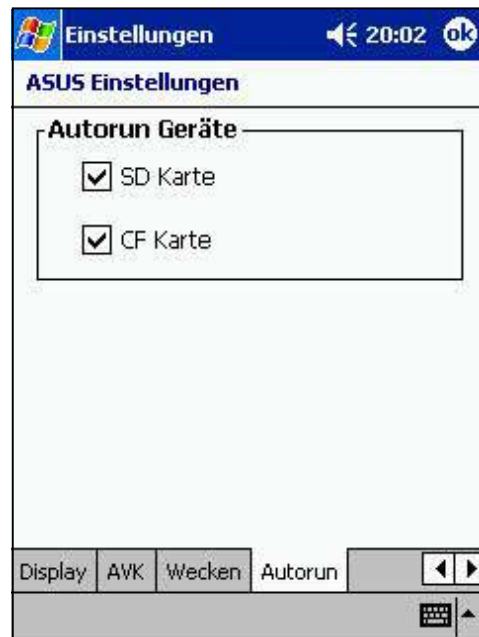 Einstellungen 20:02 ok
ASUS Einstellungen
Autorun Geräte
SD Karte
CF Karte
Display AVK Wecken Autorun